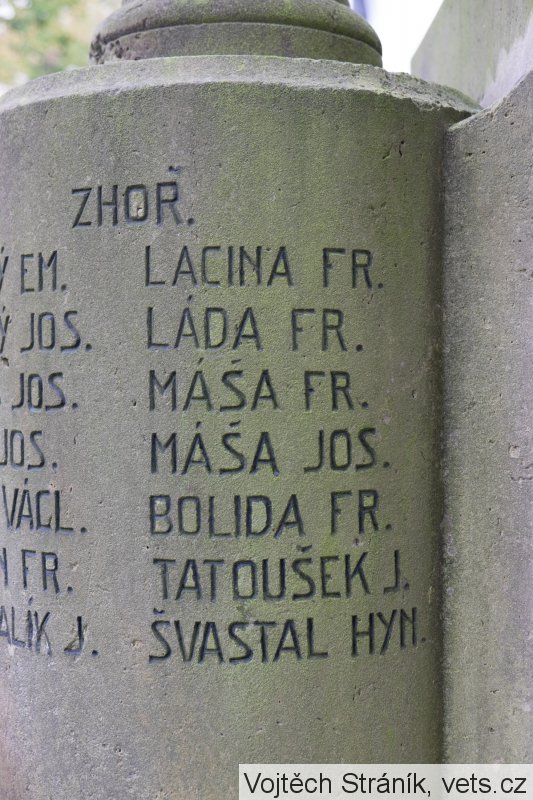 ZHOŘ.
EM. LACINA FR.
JOS. LÁDA FR.
JOS. MÁŠA FR.
JOS. MÁŠA JOS.
VÁCL. BOLIDA FR.
FR. TATOUŠEK J.
J. ŠVASTAL HYN.
Vojtěch Stráník, vets.cz